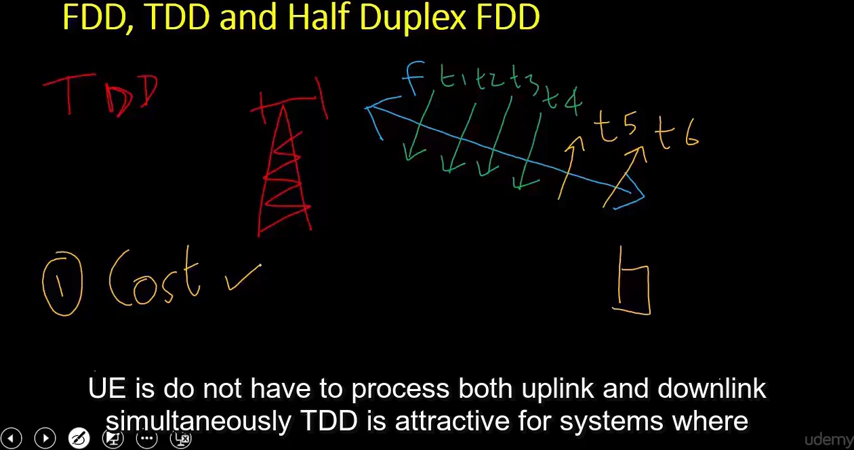 FDD, TDD and Half Duplex FDD
TDD
f t1 t2 t3 t4 t5 t6
1 Cost ✓
UE is do not have to process both uplink and downlink
simultaneously TDD is attractive for systems where
udemy